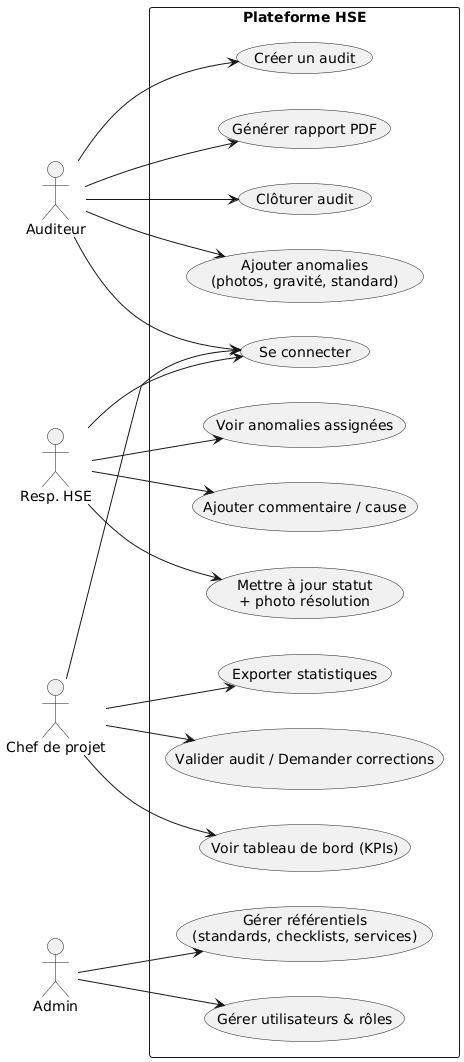 Plateforme HSE
Créer un audit
Générer rapport PDF
Clôturer audit
Auditeur
Ajouter anomalies
(photos, gravité, standard)
Se connecter
Voir anomalies assignées
Resp. HSE
Ajouter commentaire / cause
Mettre à jour statut
+ photo résolution
Exporter statistiques
Chef de projet
Valider audit / Demander corrections
Voir tableau de bord (KPIs)
Gérer référentiels
(standards, checklists, services)
Admin
Gérer utilisateurs & rôles